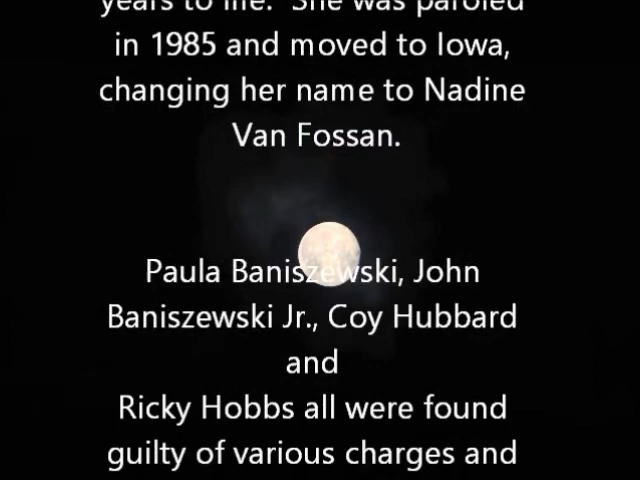 years to life. She was paroled
in 1985 and moved to Iowa,
changing her name to Nadine
Van Fossan.
Paula Baniszewski, John
Baniszewski Jr., Coy Hubbard
and
Ricky Hobbs all were found
guilty of various charges and